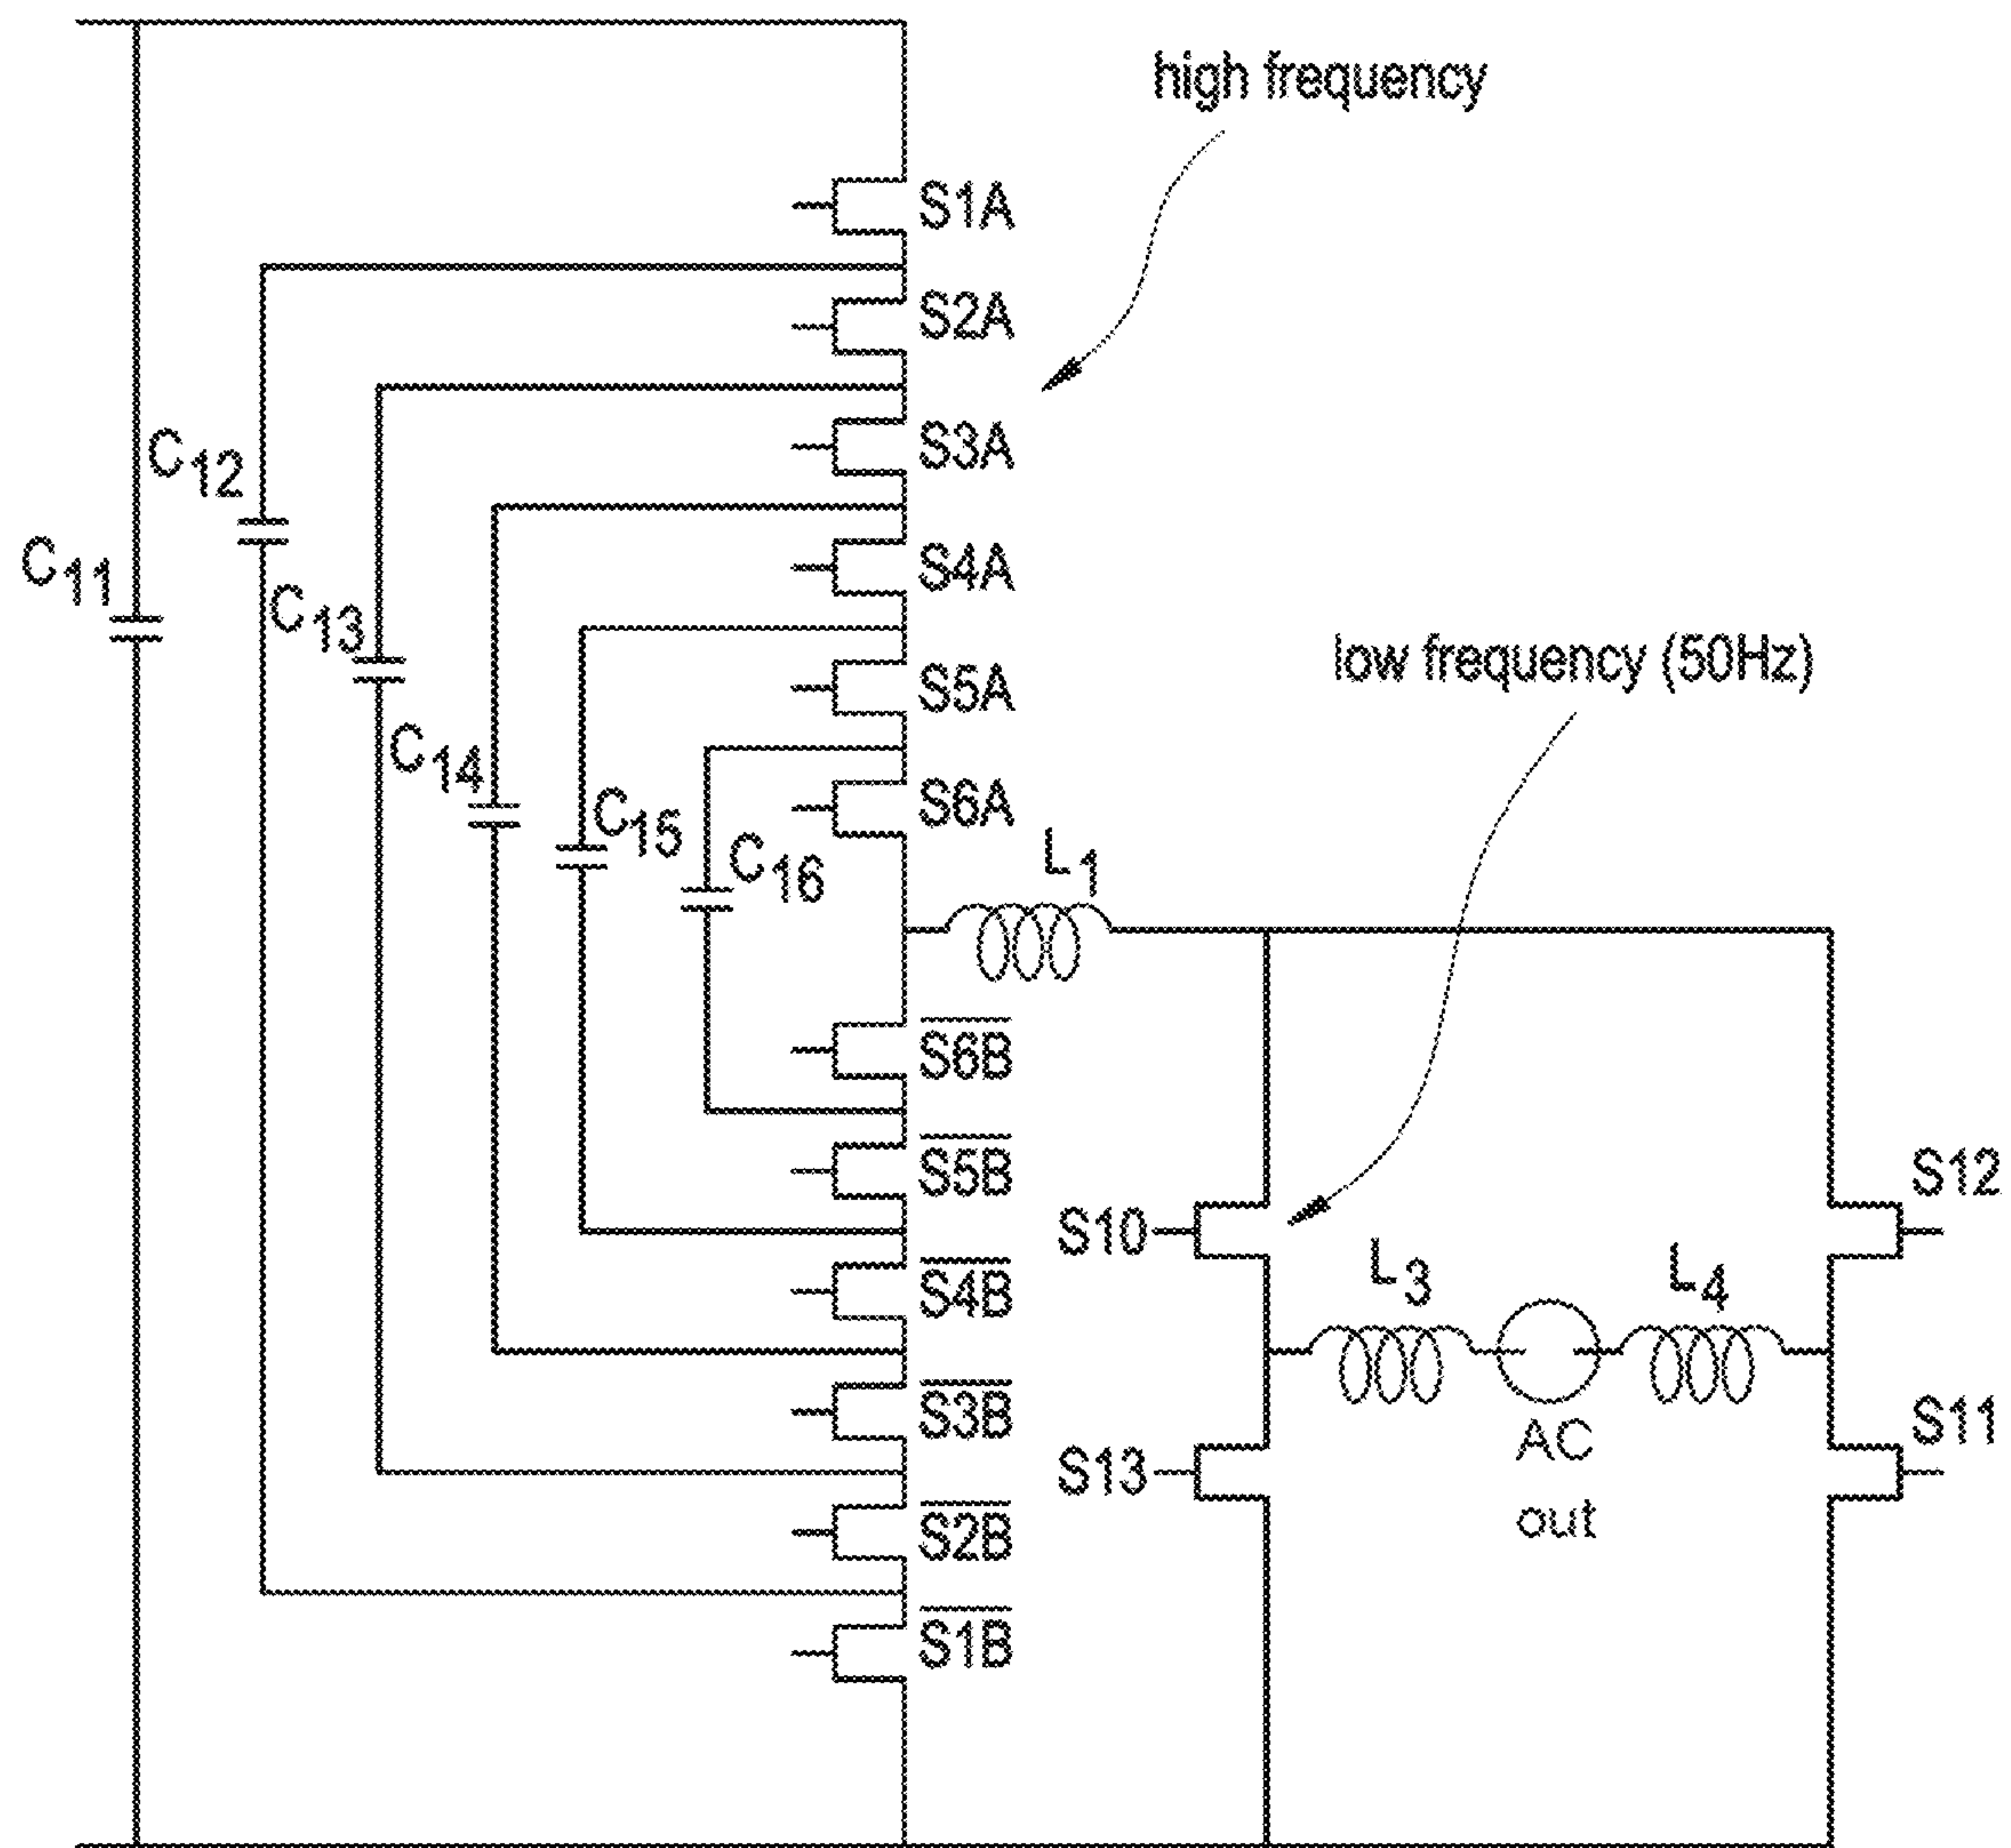 high frequency
S1A
S2A
S3A
C12
S4A
C11
C13
low frequency (50Hz)
S5A
C14
S6A
C15
C16
L1
S6B
S5B
S12
S10
L3
L4
S4B
S3B
S11
AC
out
S13
S2B
S1B